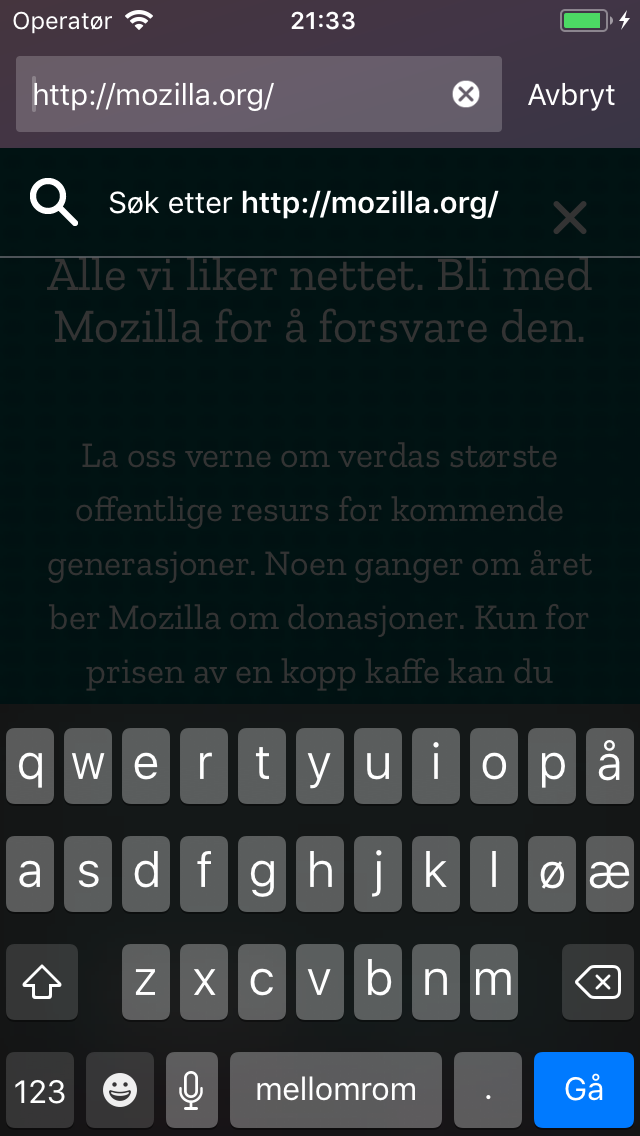 Operatør 21:33
http://mozilla.org/ Avbryt
Søk etter http://mozilla.org/
Alle vi liker nettet. Bli med
Mozilla for å forsvare den.
La oss verne om verdas største
offentlige resurs for kommende
generasjoner. Noen ganger om året
ber Mozilla om donasjoner. Kun for
prisen av en kopp kaffe kan du
q w e r t y u i o p å
a s d f g h j k l ø æ
z x c v b n m
123 mellomrom . Gå